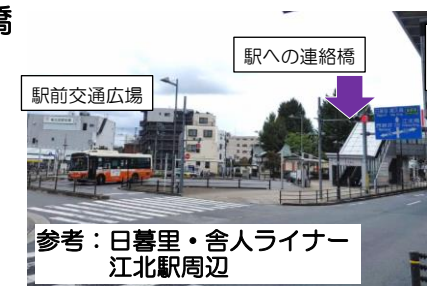 橋
駅への連絡橋
駅前交通広場
参考：日暮里・舎人ライナー
江北駅周辺